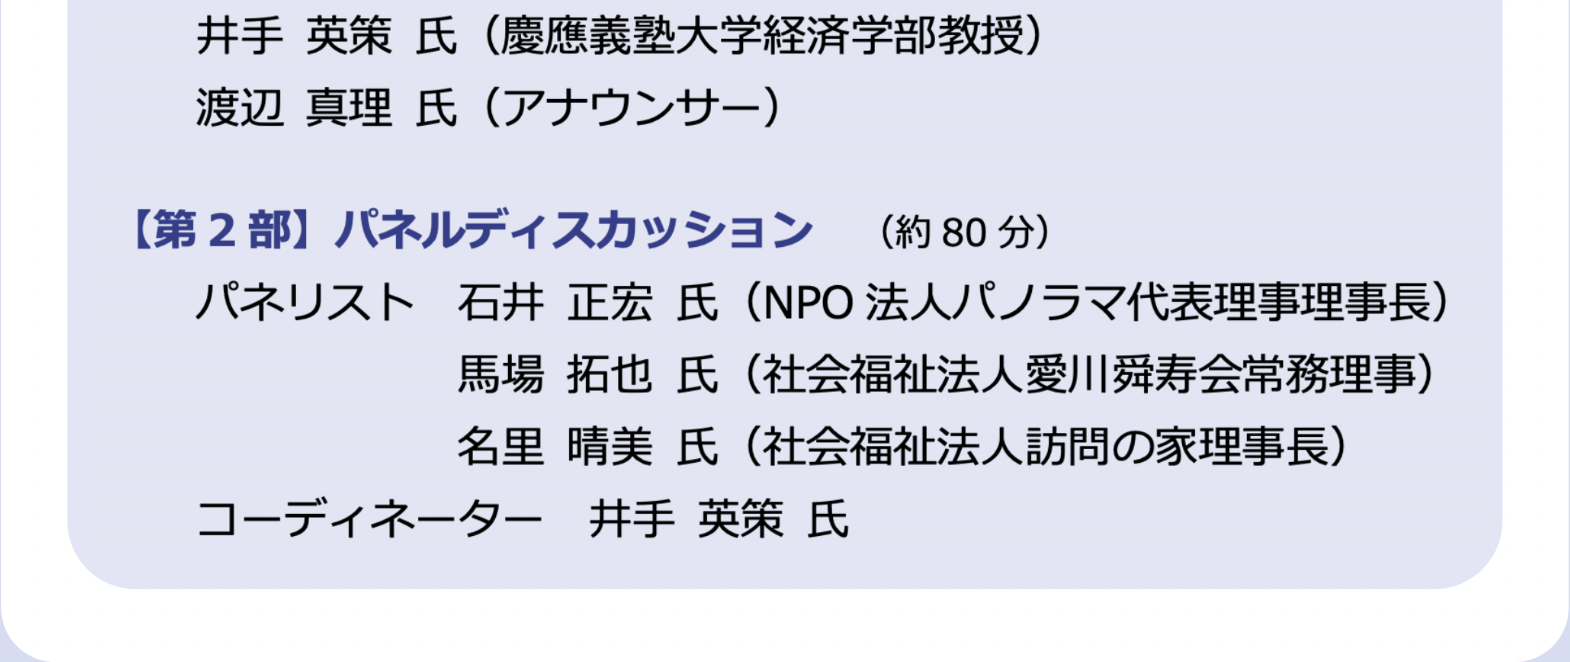 井手 英策 氏（慶應義塾大学経済学部教授）
渡辺 真理 氏（アナウンサー）
【第 2 部】パネルディスカッション　（約 80 分）
パネリスト　石井 正宏 氏（NPO 法人パノラマ代表理事理事長）
馬場 拓也 氏（社会福祉法人愛川舜寿会常務理事）
名里 晴美 氏（社会福祉法人訪問の家理事長）
コーディネーター　井手 英策 氏